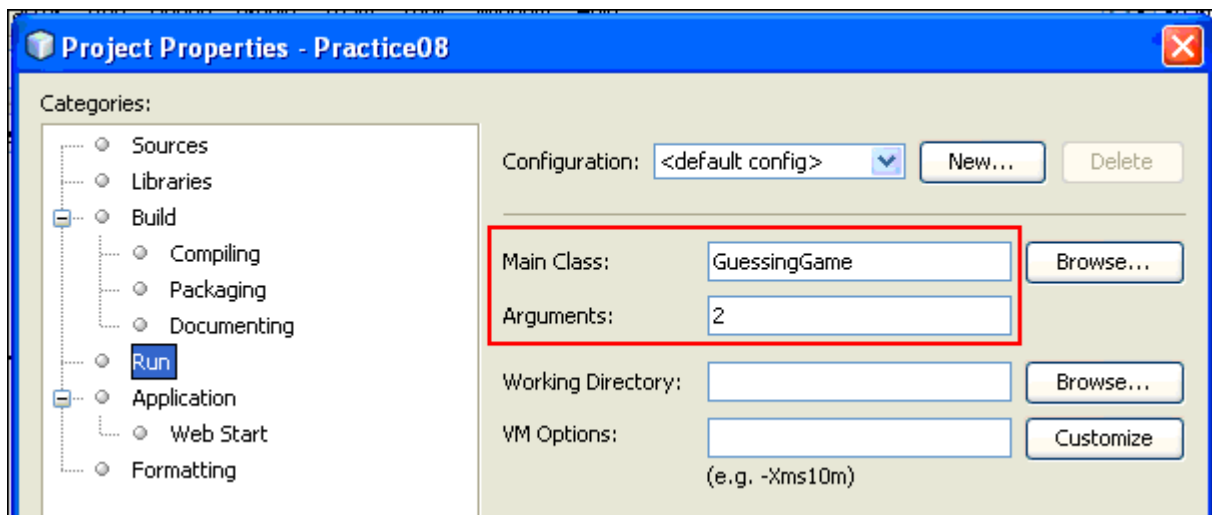 Project Properties - Practice08
Categories:
Sources
Libraries
Build
Compiling
Packaging
Documenting
Run
Application
Web Start
Formatting
Configuration: <default config> New... Delete
Main Class: GuessingGame Browse...
Arguments: 2
Working Directory: Browse...
VM Options: Customize
(e.g. -Xms10m)